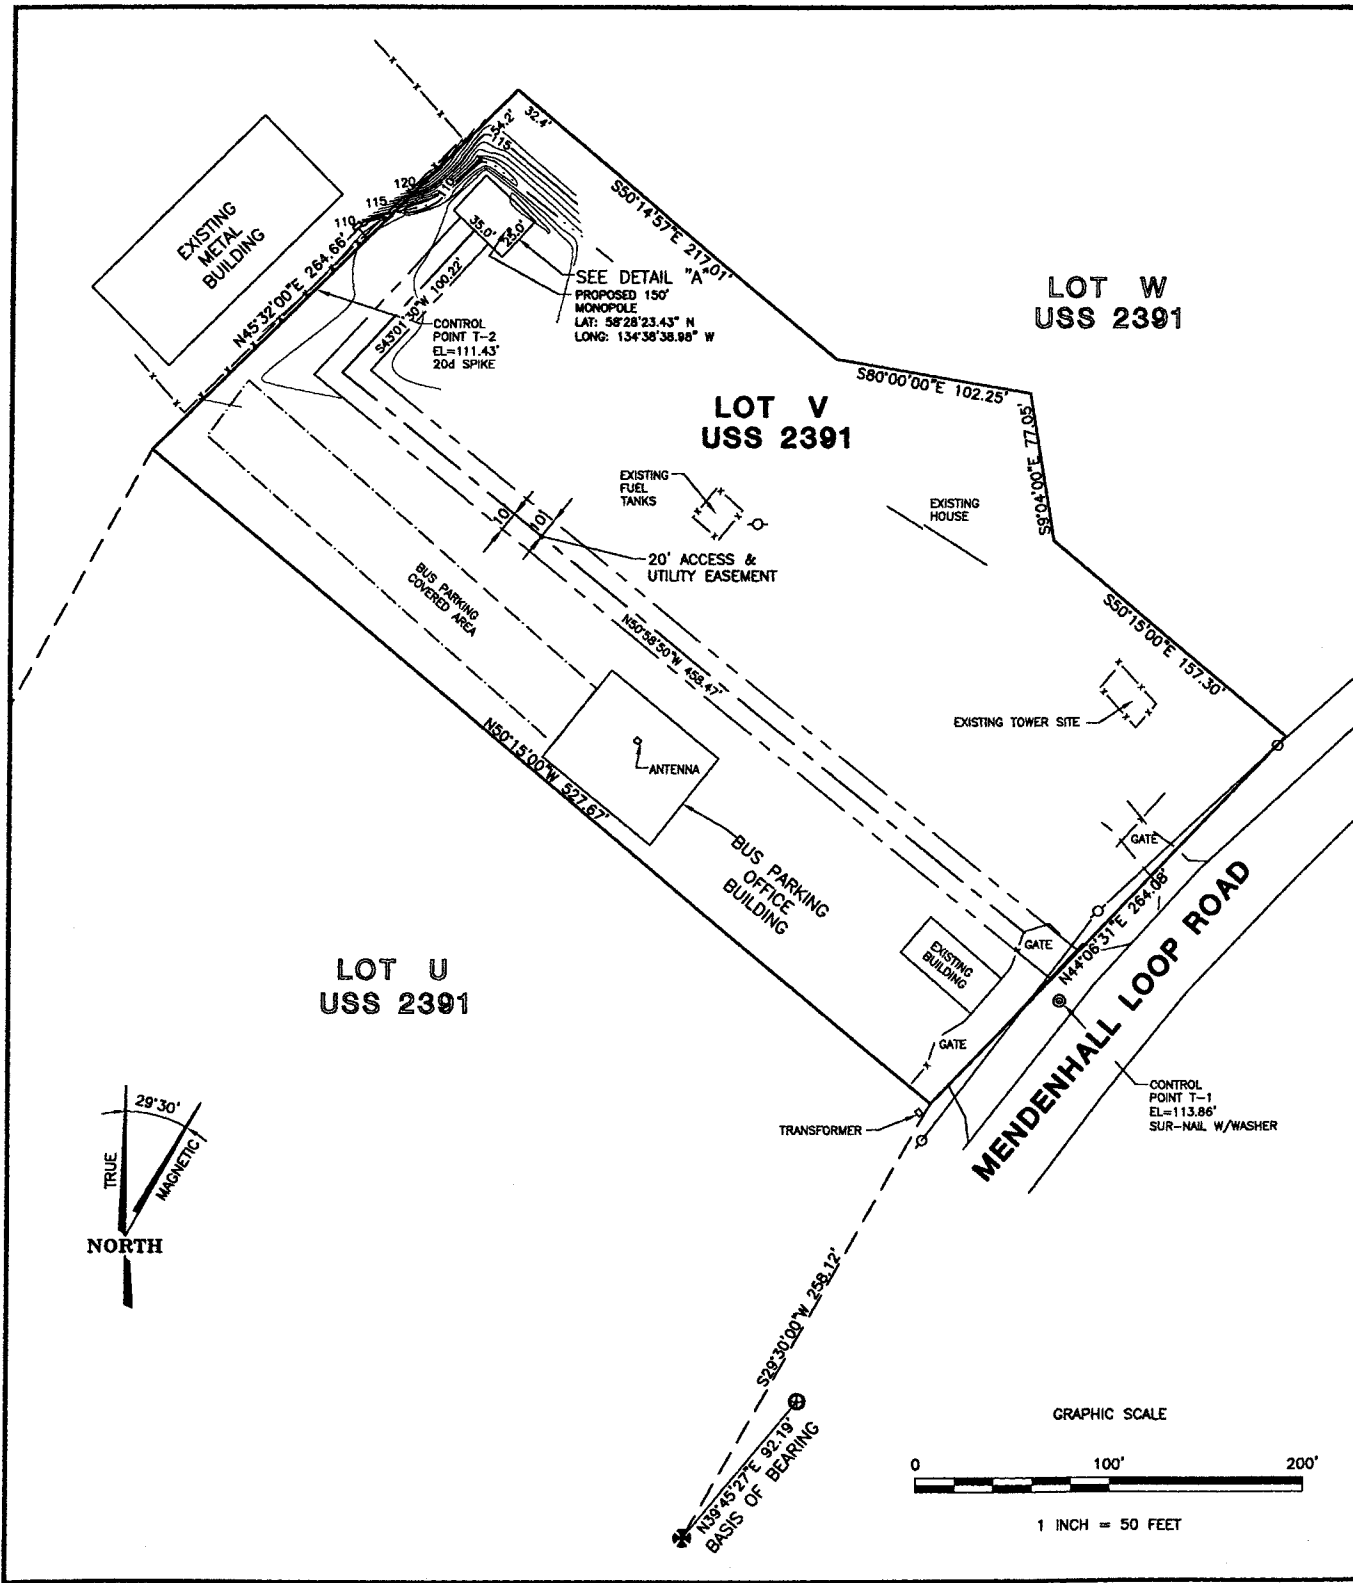 54.2'
32.4'
115
120
115
110
110
EXISTING
METAL
BUILDING
N45°32'00"E 264.66'
S50°14'57"E 217.01'
35.0'
25.0'
SEE DETAIL "A"
PROPOSED 150'
MONOPOLE
LAT: 58°28'23.43" N
LONG: 134°38'38.98" W
S43°01'30"W 100.22'
CONTROL
POINT T-2
EL=111.43'
20d SPIKE
LOT W
USS 2391
S80°00'00"E 102.25'
LOT V
USS 2391
S9°04'00"E 77.05'
EXISTING
FUEL
TANKS
EXISTING
HOUSE
10'
10'
20' ACCESS &
UTILITY EASEMENT
BUS PARKING
COVERED AREA
N50°58'50"W 458.47'
S50°15'00"E 157.30'
EXISTING TOWER SITE
N50°15'00"W 527.67'
ANTENNA
BUS PARKING
OFFICE
BUILDING
GATE
N44°06'31"E 264.08'
MENDENHALL LOOP ROAD
GATE
EXISTING
BUILDING
GATE
LOT U
USS 2391
CONTROL
POINT T-1
EL=113.86'
SUR-NAIL W/WASHER
TRANSFORMER
29°30'
TRUE
MAGNETIC
NORTH
S29°30'00"W 258.12'
N39°45'27"E 92.19'
BASIS OF BEARING
GRAPHIC SCALE
0 100' 200'
1 INCH = 50 FEET